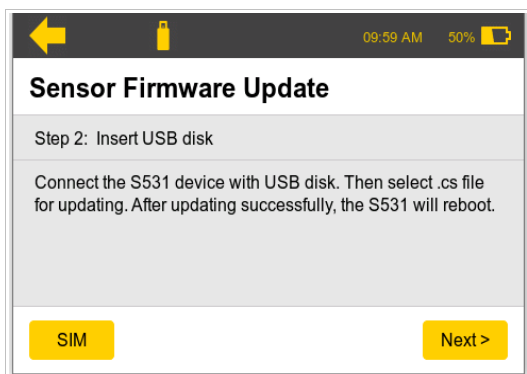 09:59 AM 50%
Sensor Firmware Update
Step 2: Insert USB disk
Connect the S531 device with USB disk. Then select .cs file
for updating. After updating successfully, the S531 will reboot.
SIM Next >